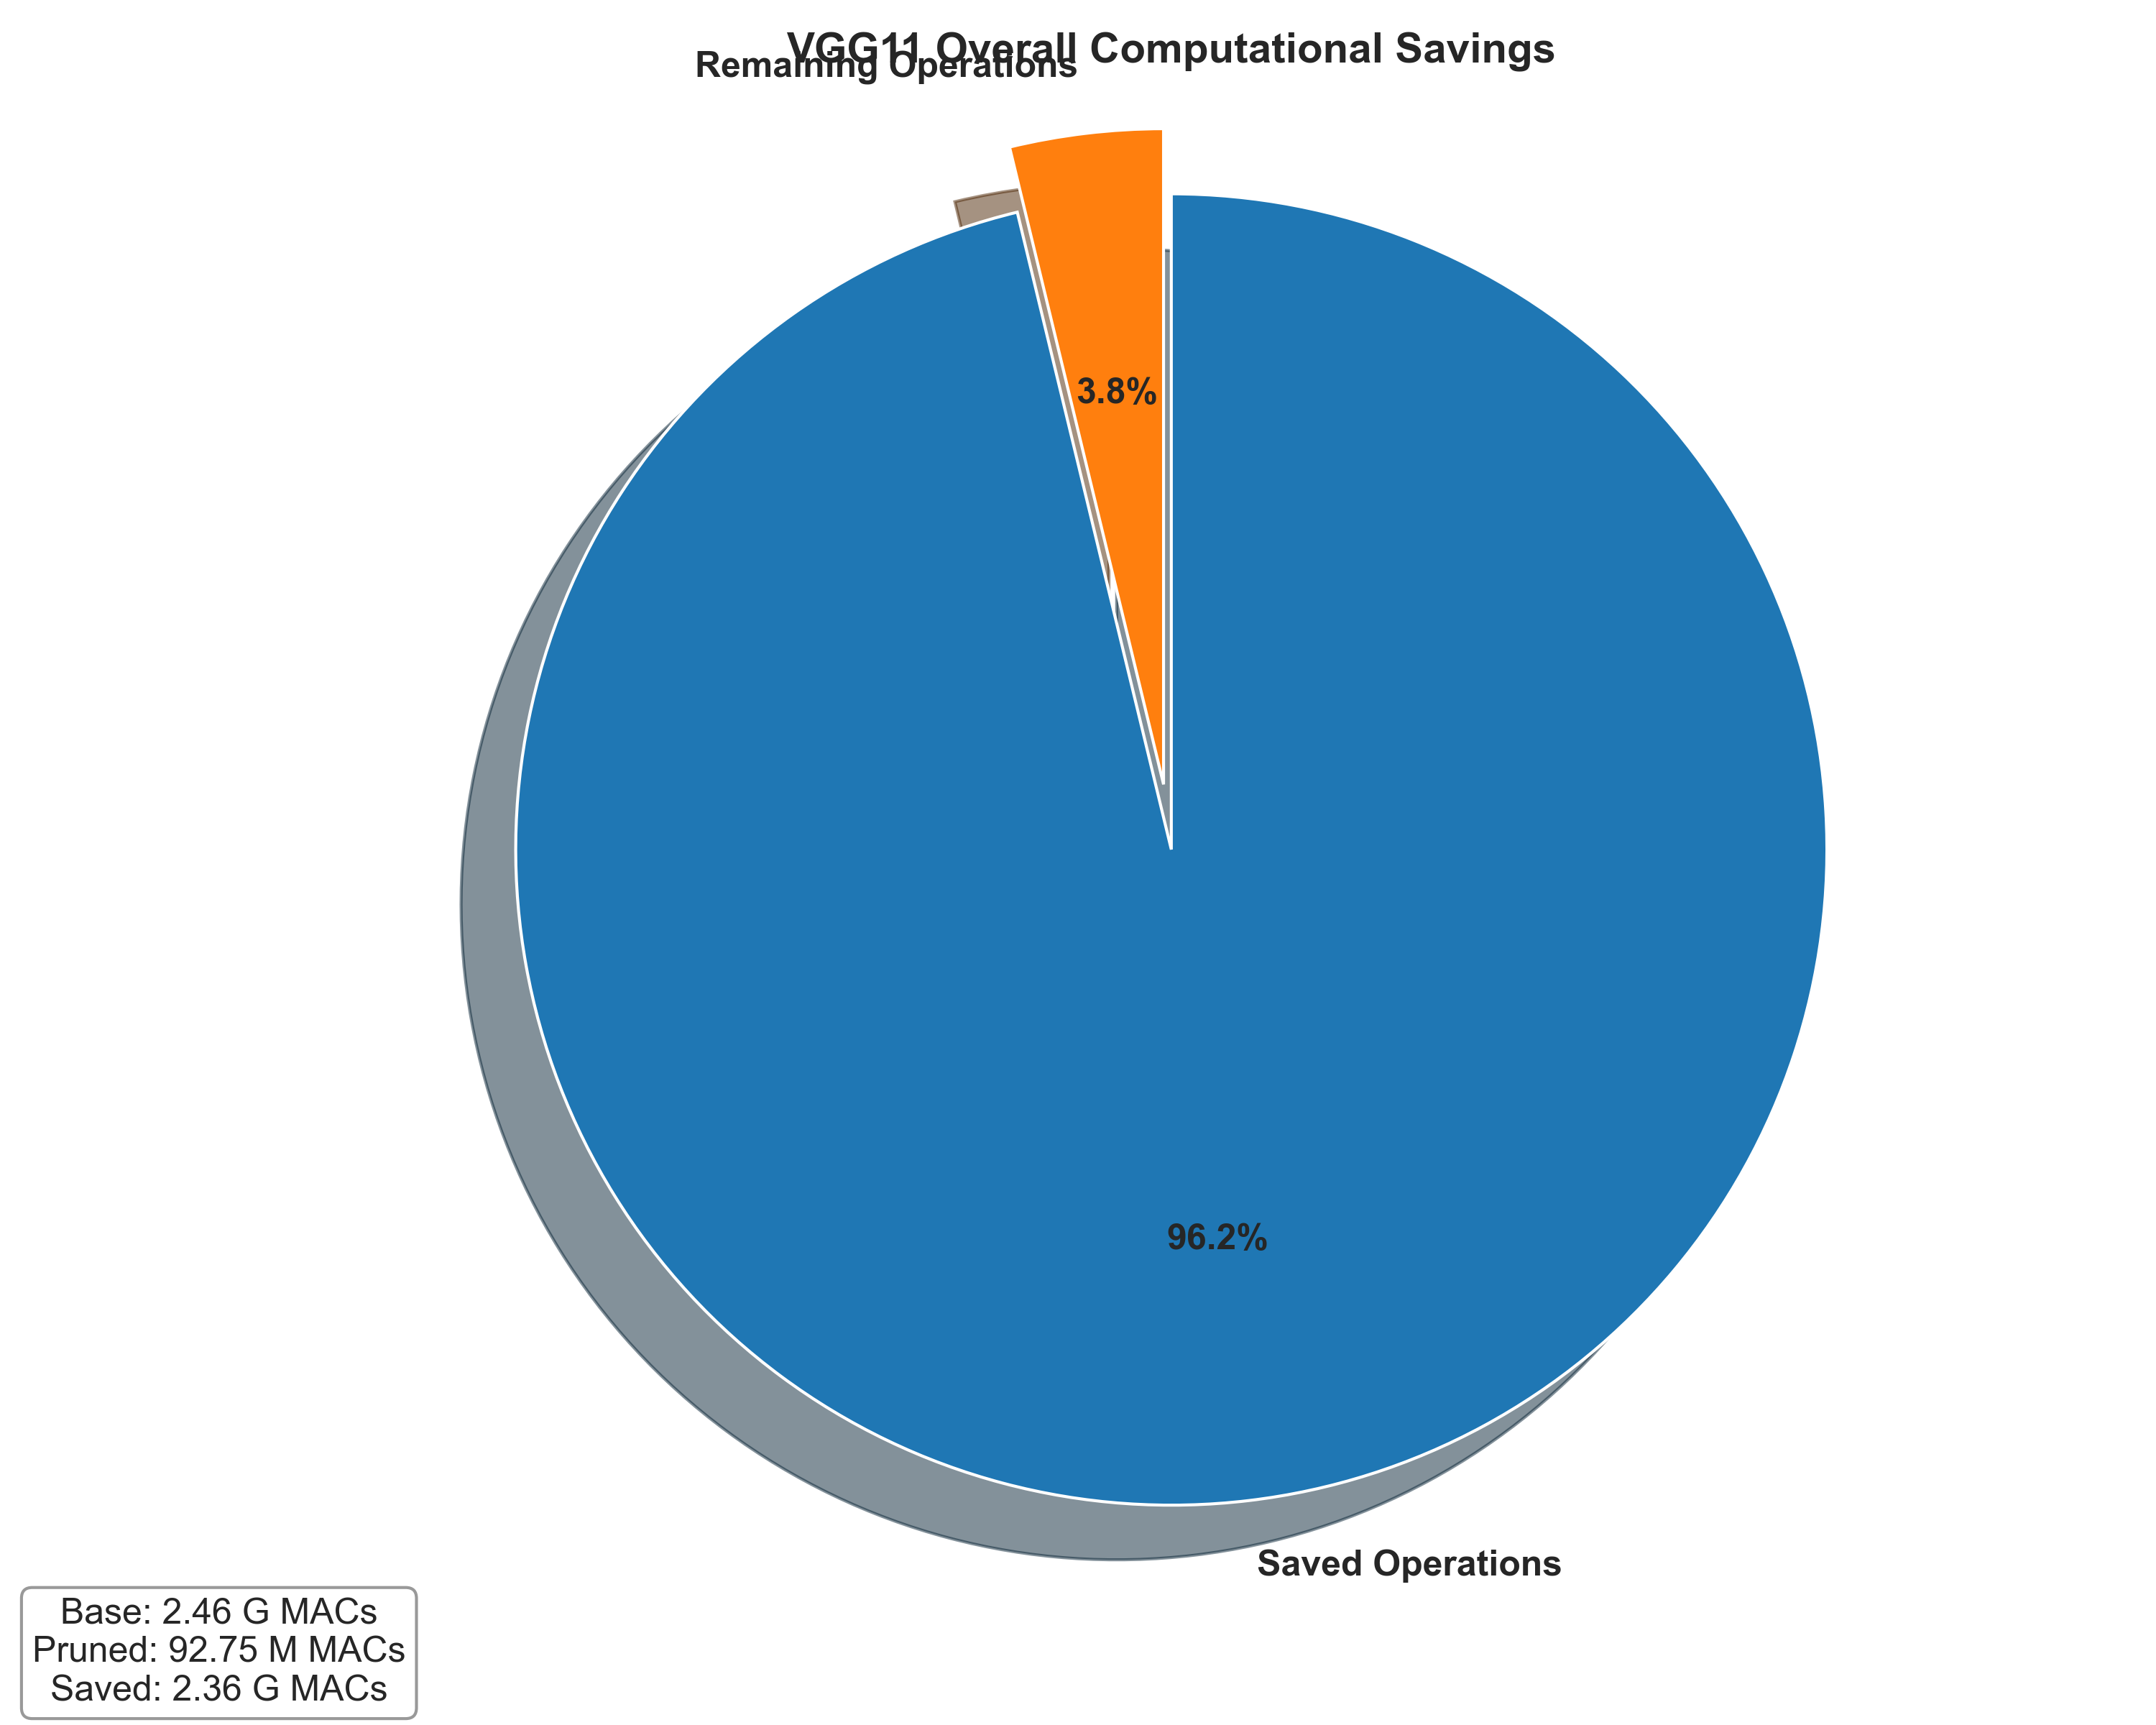 VGG11 Overall Computational Savings
Remaining Operations
3.8%
96.2%
Saved Operations
Base: 2.46 G MACs
Pruned: 92.75 M MACs
Saved: 2.36 G MACs